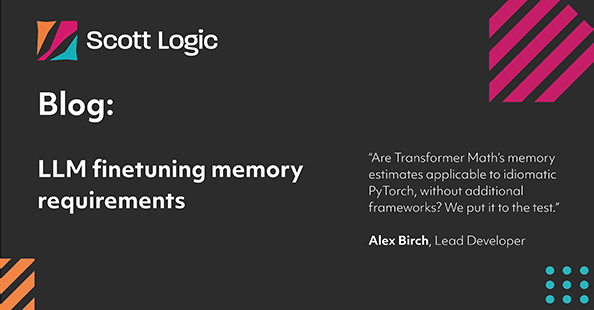 Scott Logic
Blog:
LLM finetuning memory
requirements
“Are Transformer Math’s memory
estimates applicable to idiomatic
PyTorch, without additional
frameworks? We put it to the test.”
Alex Birch, Lead Developer